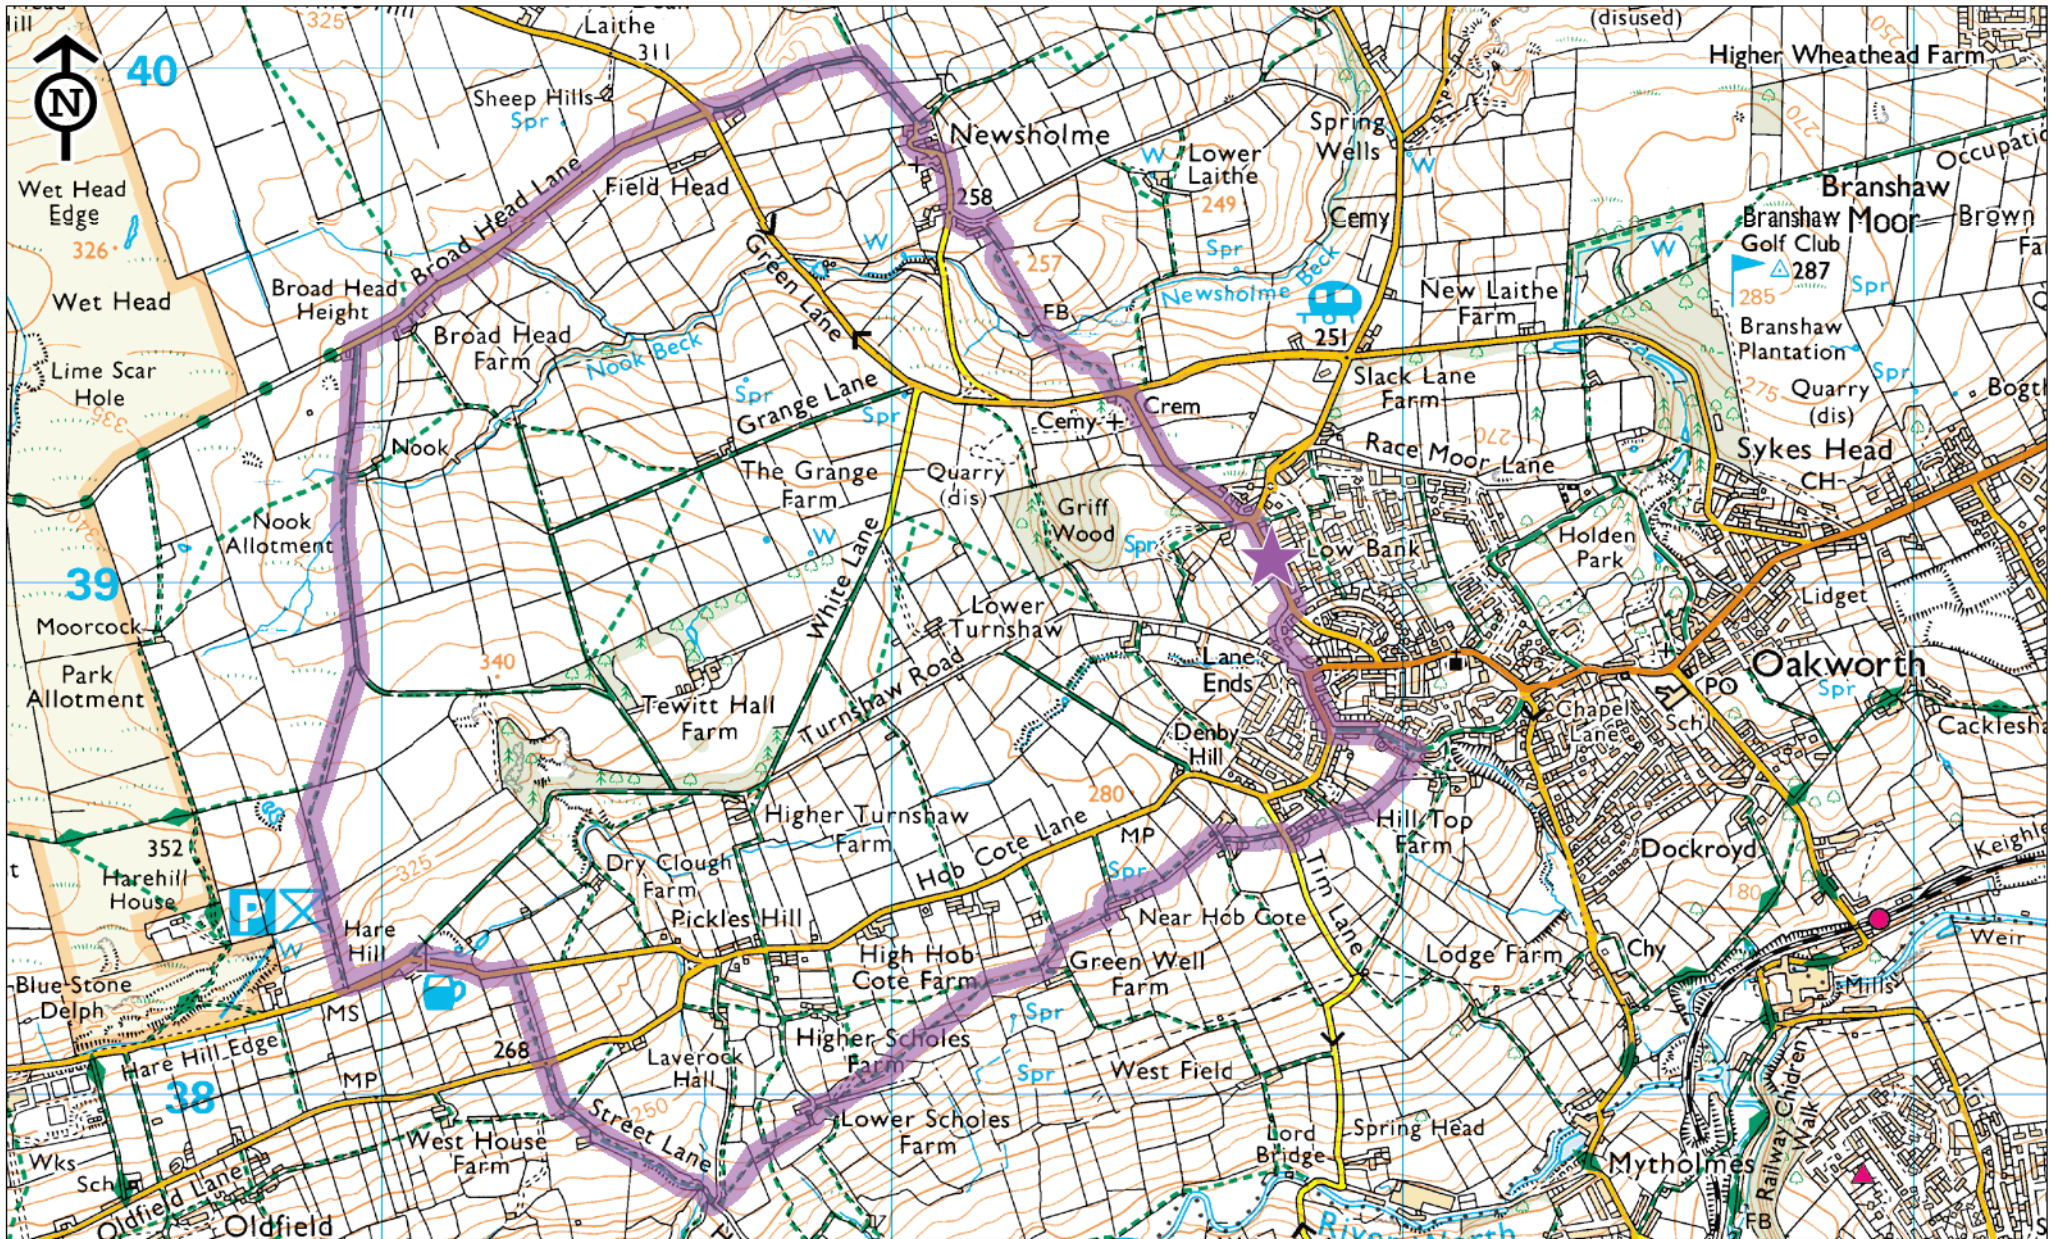 Laithe
(disused)
325
311
Higher Wheathead Farm
250
40
N
Sheep Hills
Spr
270
Newsholme
Spring
Wells
W
Lower
Laithe
W
Occupatio
Wet Head
Edge
Field Head
258
249
Cemy
Branshaw
Moor
Branshaw
Golf Club
Brown
326
Broad Head Lane
W
Spr
W
287
Green Lane
257
Newsholme Beck
285
Spr
Wet Head
Broad Head
Height
FB
New Laithe
Farm
Broad Head
Farm
251
Branshaw
Plantation
Nook Beck
Lime Scar
Hole
335
Spr
Grange Lane
Spr
Slack Lane
Farm
275
Quarry
(dis)
Spr
Cemy
Crem
270
Nook
The Grange
Farm
Quarry
(dis)
Race Moor Lane
Sykes Head
CH
340
Nook
Allotment
W
Griff
Wood
Spr
Low Bank
Holden
Park
39
White Lane
Lower
Turnshaw
Lidget
Moorcock
340
Lane
Ends
Oakworth
Park
Allotment
Tewitt Hall
Farm
Turnshaw Road
PO
Spr
Chapel
Lane
Sch
Denby
Hill
280
Higher Turnshaw
Farm
MP
Hill Top
Farm
352
325
Dry Clough
Farm
Hob Cote Lane
Dockroyd
Harehill
House
Spr
Tim Lane
180
P
Hare
Hill
Pickles Hill
Near Hob Cote
W
High Hob
Cote Farm
Green Well
Farm
Lodge Farm
Chy
Weir
Blue Stone
Delph
MS
Spr
Mills
Hare Hill Edge
268
Higher Scholes
Farm
Laverock
Hall
Spr
West Field
38
MP
Street Lane
250
Lower Scholes
Farm
Railway Chidren
Walk
West House
Farm
Lord
Bridge
Spring Head
Wks
Sch
Mytholmes
Oldfield Lane
Oldfield
FB